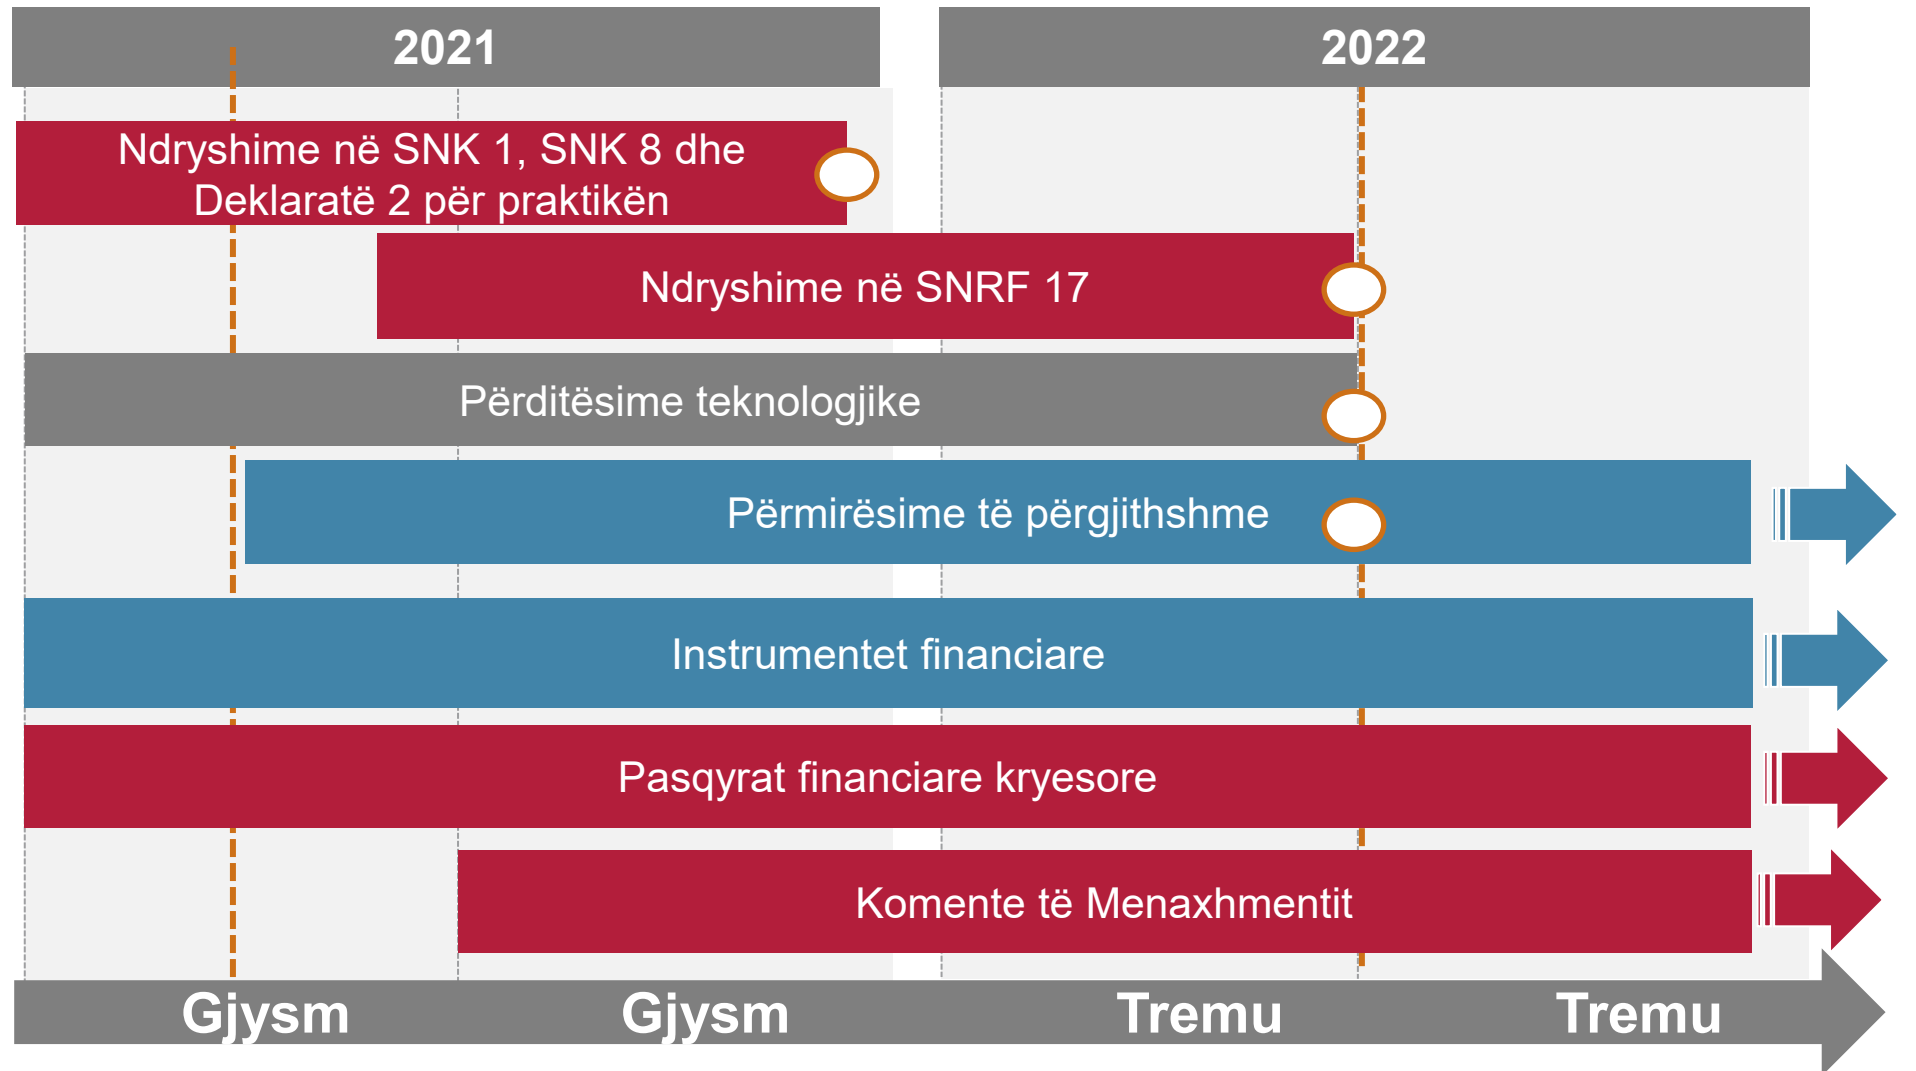 2021
2022
Ndryshime në SNK 1, SNK 8 dhe
Deklaratë 2 për praktikën
Ndryshime në SNRF 17
Përditësime teknologjike
Përmirësime të përgjithshme
Instrumentet financiare
Pasqyrat financiare kryesore
Komente të Menaxhmentit
Gjysm
Gjysm
Tremu
Tremu